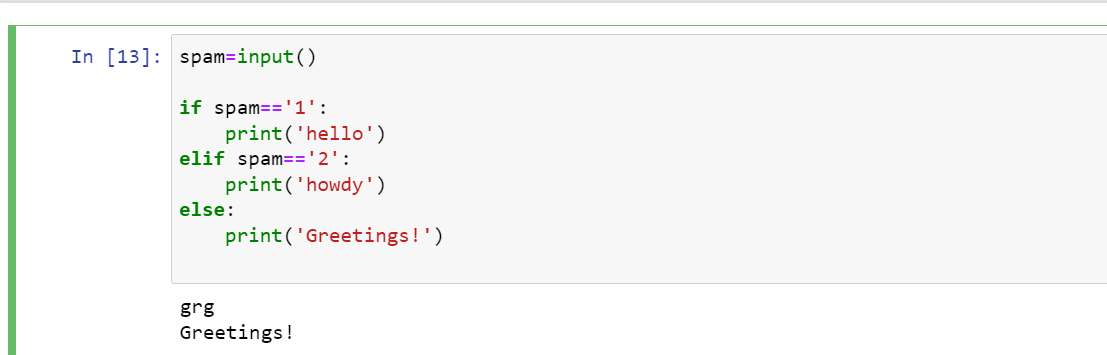 In [13]: spam=input()

if spam=='1':
    print('hello')
elif spam=='2':
    print('howdy')
else:
    print('Greetings!')

grg
Greetings!